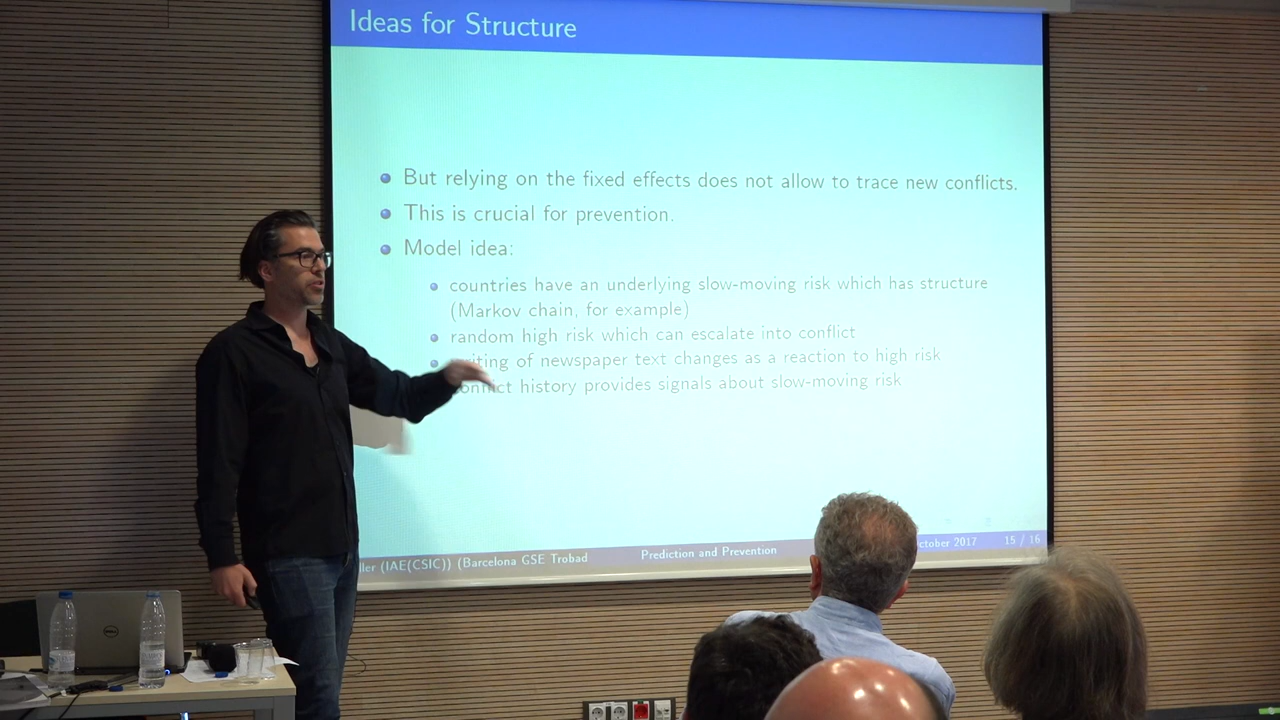 Ideas for Structure
But relying on the fixed effects does not allow to trace new conflicts.
This is crucial for prevention.
Model idea:
countries have an underlying slow-moving risk which has structure
(Markov chain, for example)
random high risk which can escalate into conflict
of newspaper text changes as a reaction to high risk
history provides signals about slow-moving risk
ller (IAE(CSIC)) (Barcelona GSE Trobad
Prediction and Prevention
ctober 2017
15 / 16
DELL